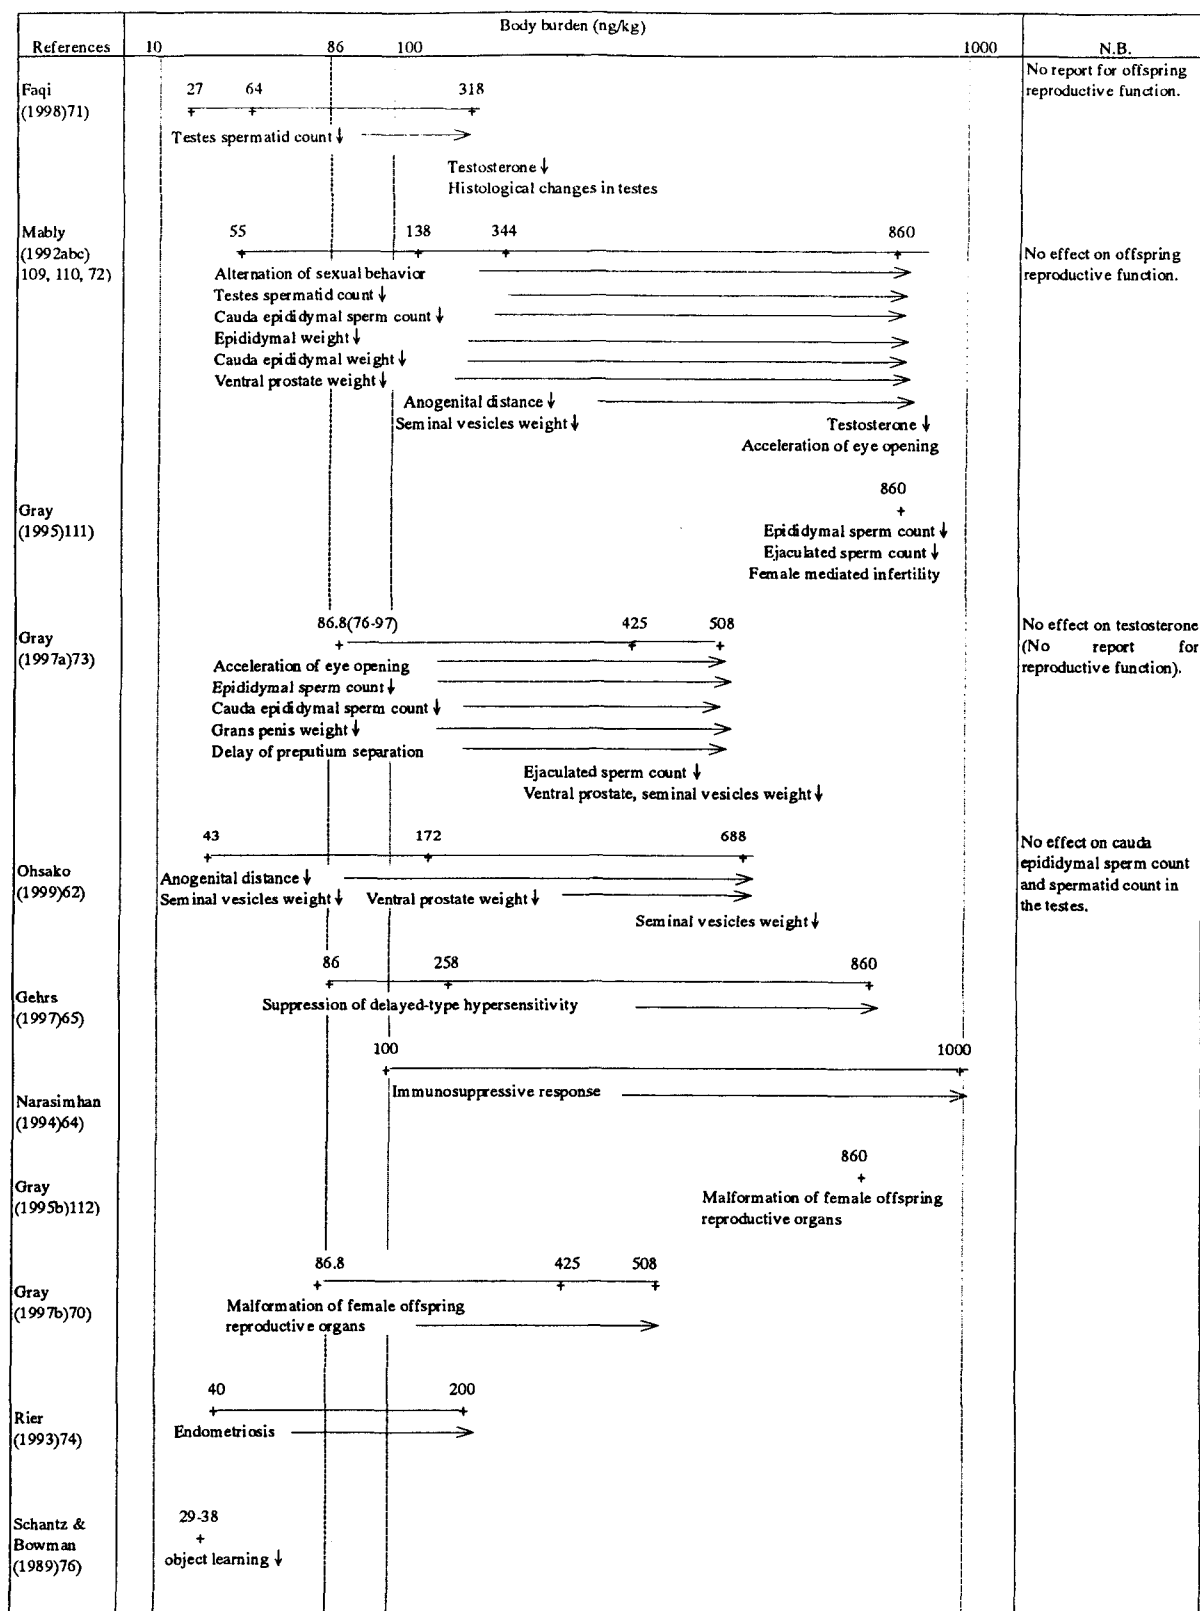 Body burden (ng/kg)
References 10 86 100 1000 N.B.
Faqi
(1998)71)
27 64 318
Testes spermatid count ↓
Testosterone ↓
Histological changes in testes
No report for offspring
reproductive function.
Mably
(1992abc)
109, 110, 72)
55 138 344 860
Alternation of sexual behavior
Testes spermatid count ↓
Cauda epididymal sperm count ↓
Epididymal weight ↓
Cauda epididymal weight ↓
Ventral prostate weight ↓
Anogenital distance ↓
Seminal vesicles weight ↓
Testosterone ↓
Acceleration of eye opening
No effect on offspring
reproductive function.
Gray
(1995)111)
860
Epididymal sperm count ↓
Ejaculated sperm count ↓
Female mediated infertility
Gray
(1997a)73)
86.8(76-97) 425 508
Acceleration of eye opening
Epididymal sperm count ↓
Cauda epididymal sperm count ↓
Grans penis weight ↓
Delay of preputium separation
Ejaculated sperm count ↓
Ventral prostate, seminal vesicles weight ↓
No effect on testosterone
(No report for
reproductive function).
Ohsako
(1999)62)
43 172 688
Anogenital distance ↓
Seminal vesicles weight ↓ Ventral prostate weight ↓
Seminal vesicles weight ↓
No effect on cauda
epididymal sperm count
and spermatid count in
the testes.
Gehrs
(1997)65)
86 258 860
Suppression of delayed-type hypersensitivity
Narasimhan
(1994)64)
100 1000
Immunosuppressive response
Gray
(1995b)112)
860
Malformation of female offspring
reproductive organs
Gray
(1997b)70)
86.8 425 508
Malformation of female offspring
reproductive organs
Rier
(1993)74)
40 200
Endometriosis
Schantz &
Bowman
(1989)76)
29-38
object learning ↓